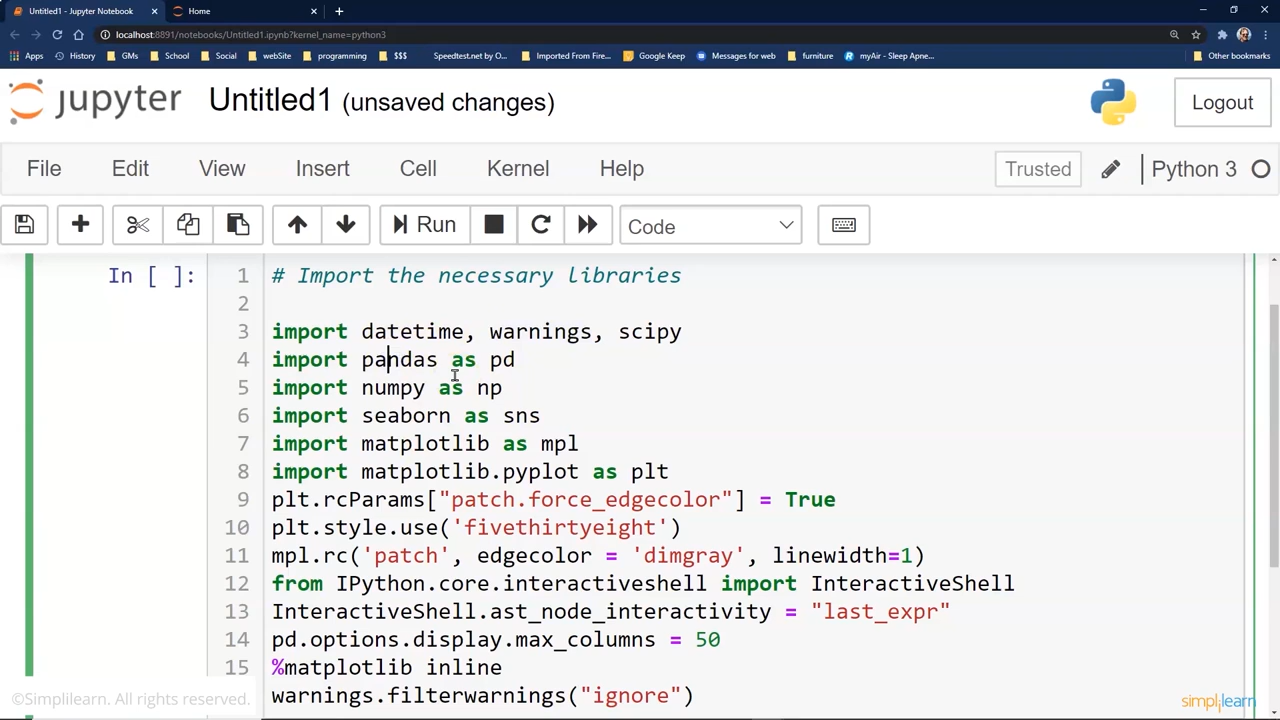 Untitled1 - Jupyter Notebook
Home
localhost:8891/notebooks/Untitled1.ipynb?kernel_name=python3
Apps
History
GMs
School
Social
webSite
programming
$$$
Speedtest.net by O...
Imported From Fire...
Google Keep
Messages for web
furniture
myAir - Sleep Apne...
Other bookmarks
jupyter
Untitled1 (unsaved changes)
Logout
File
Edit
View
Insert
Cell
Kernel
Help
Trusted
Python 3
Run
Code
In [ ]:
1 # Import the necessary libraries
2
3 import datetime, warnings, scipy
4 import pandas as pd
5 import numpy as np
6 import seaborn as sns
7 import matplotlib as mpl
8 import matplotlib.pyplot as plt
9 plt.rcParams["patch.force_edgecolor"] = True
10 plt.style.use('fivethirtyeight')
11 mpl.rc('patch', edgecolor = 'dimgray', linewidth=1)
12 from IPython.core.interactiveshell import InteractiveShell
13 InteractiveShell.ast_node_interactivity = "last_expr"
14 pd.options.display.max_columns = 50
15 %matplotlib inline
warnings.filterwarnings("ignore")
©Simplilearn. All rights reserved.
simplilearn